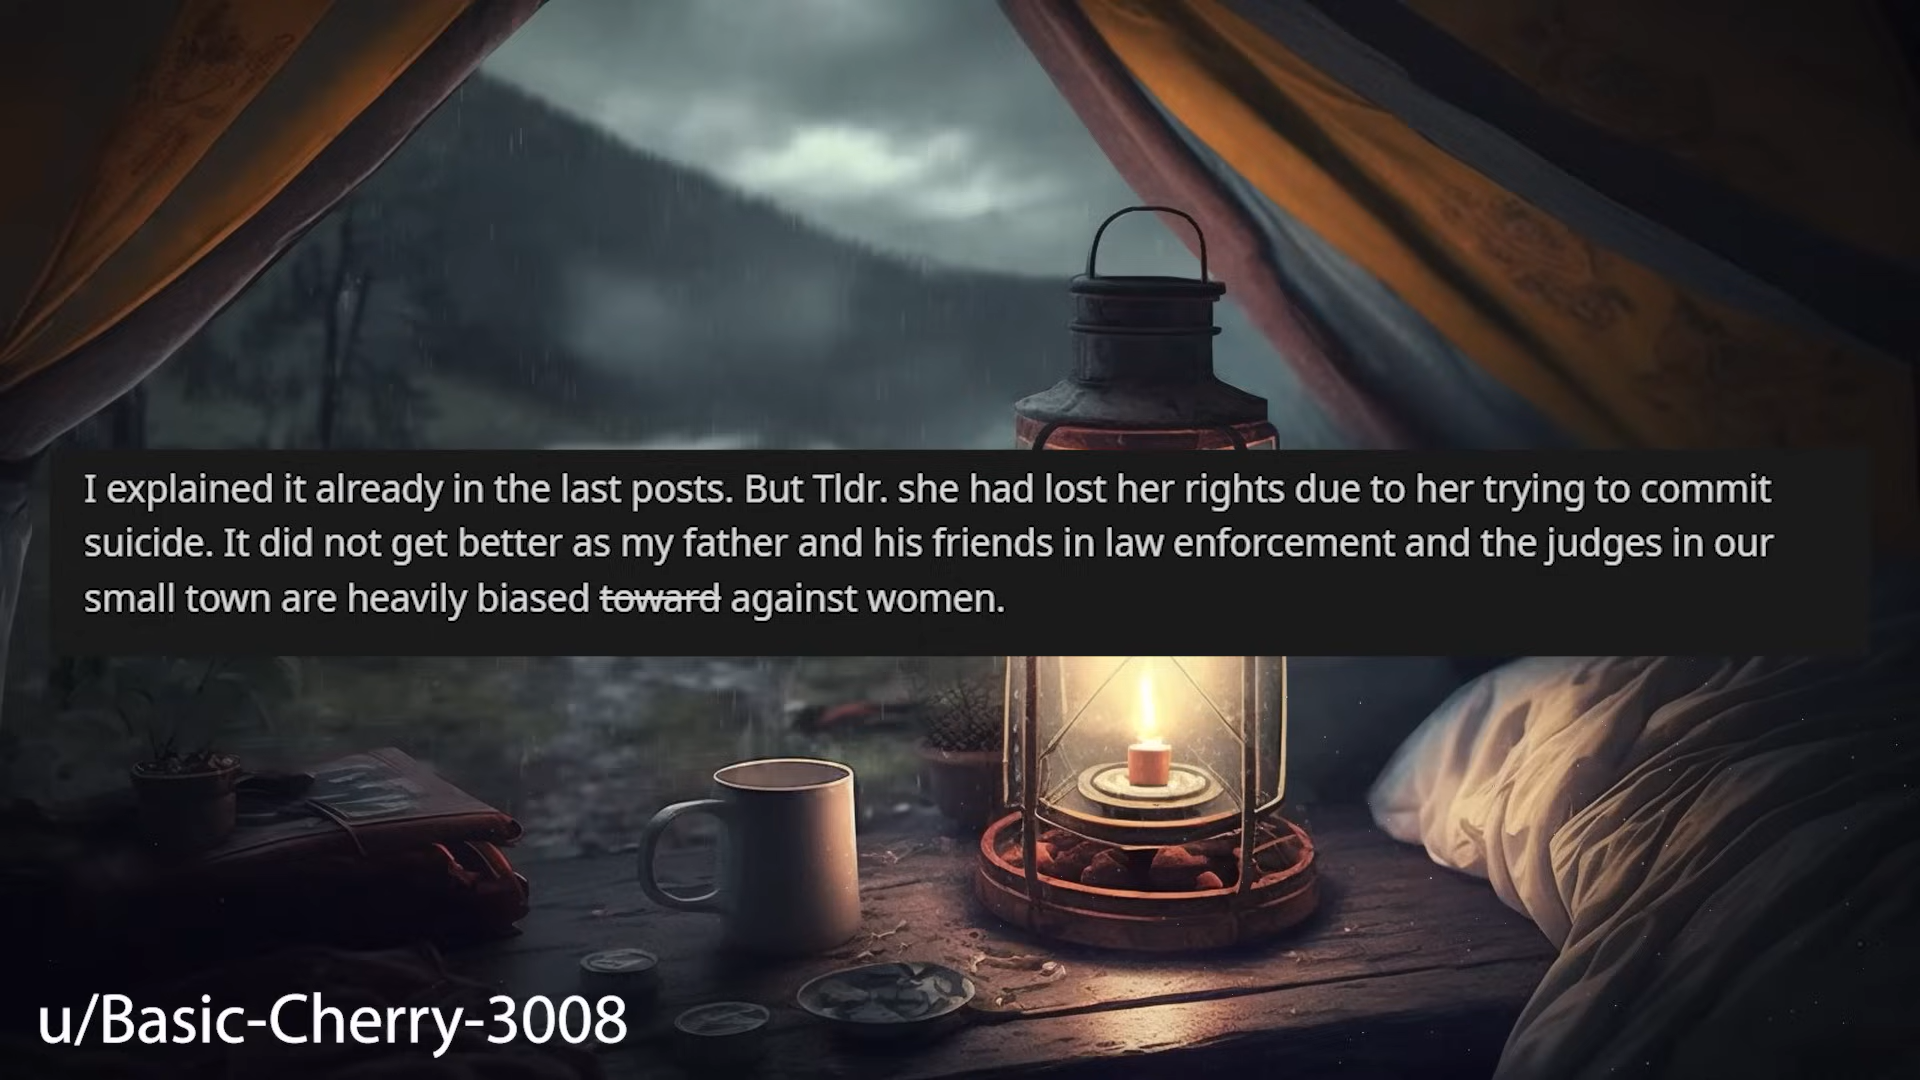 I explained it already in the last posts. But Tldr. she had lost her rights due to her trying to commit
suicide. It did not get better as my father and his friends in law enforcement and the judges in our
small town are heavily biased toward against women.
u/Basic-Cherry-3008